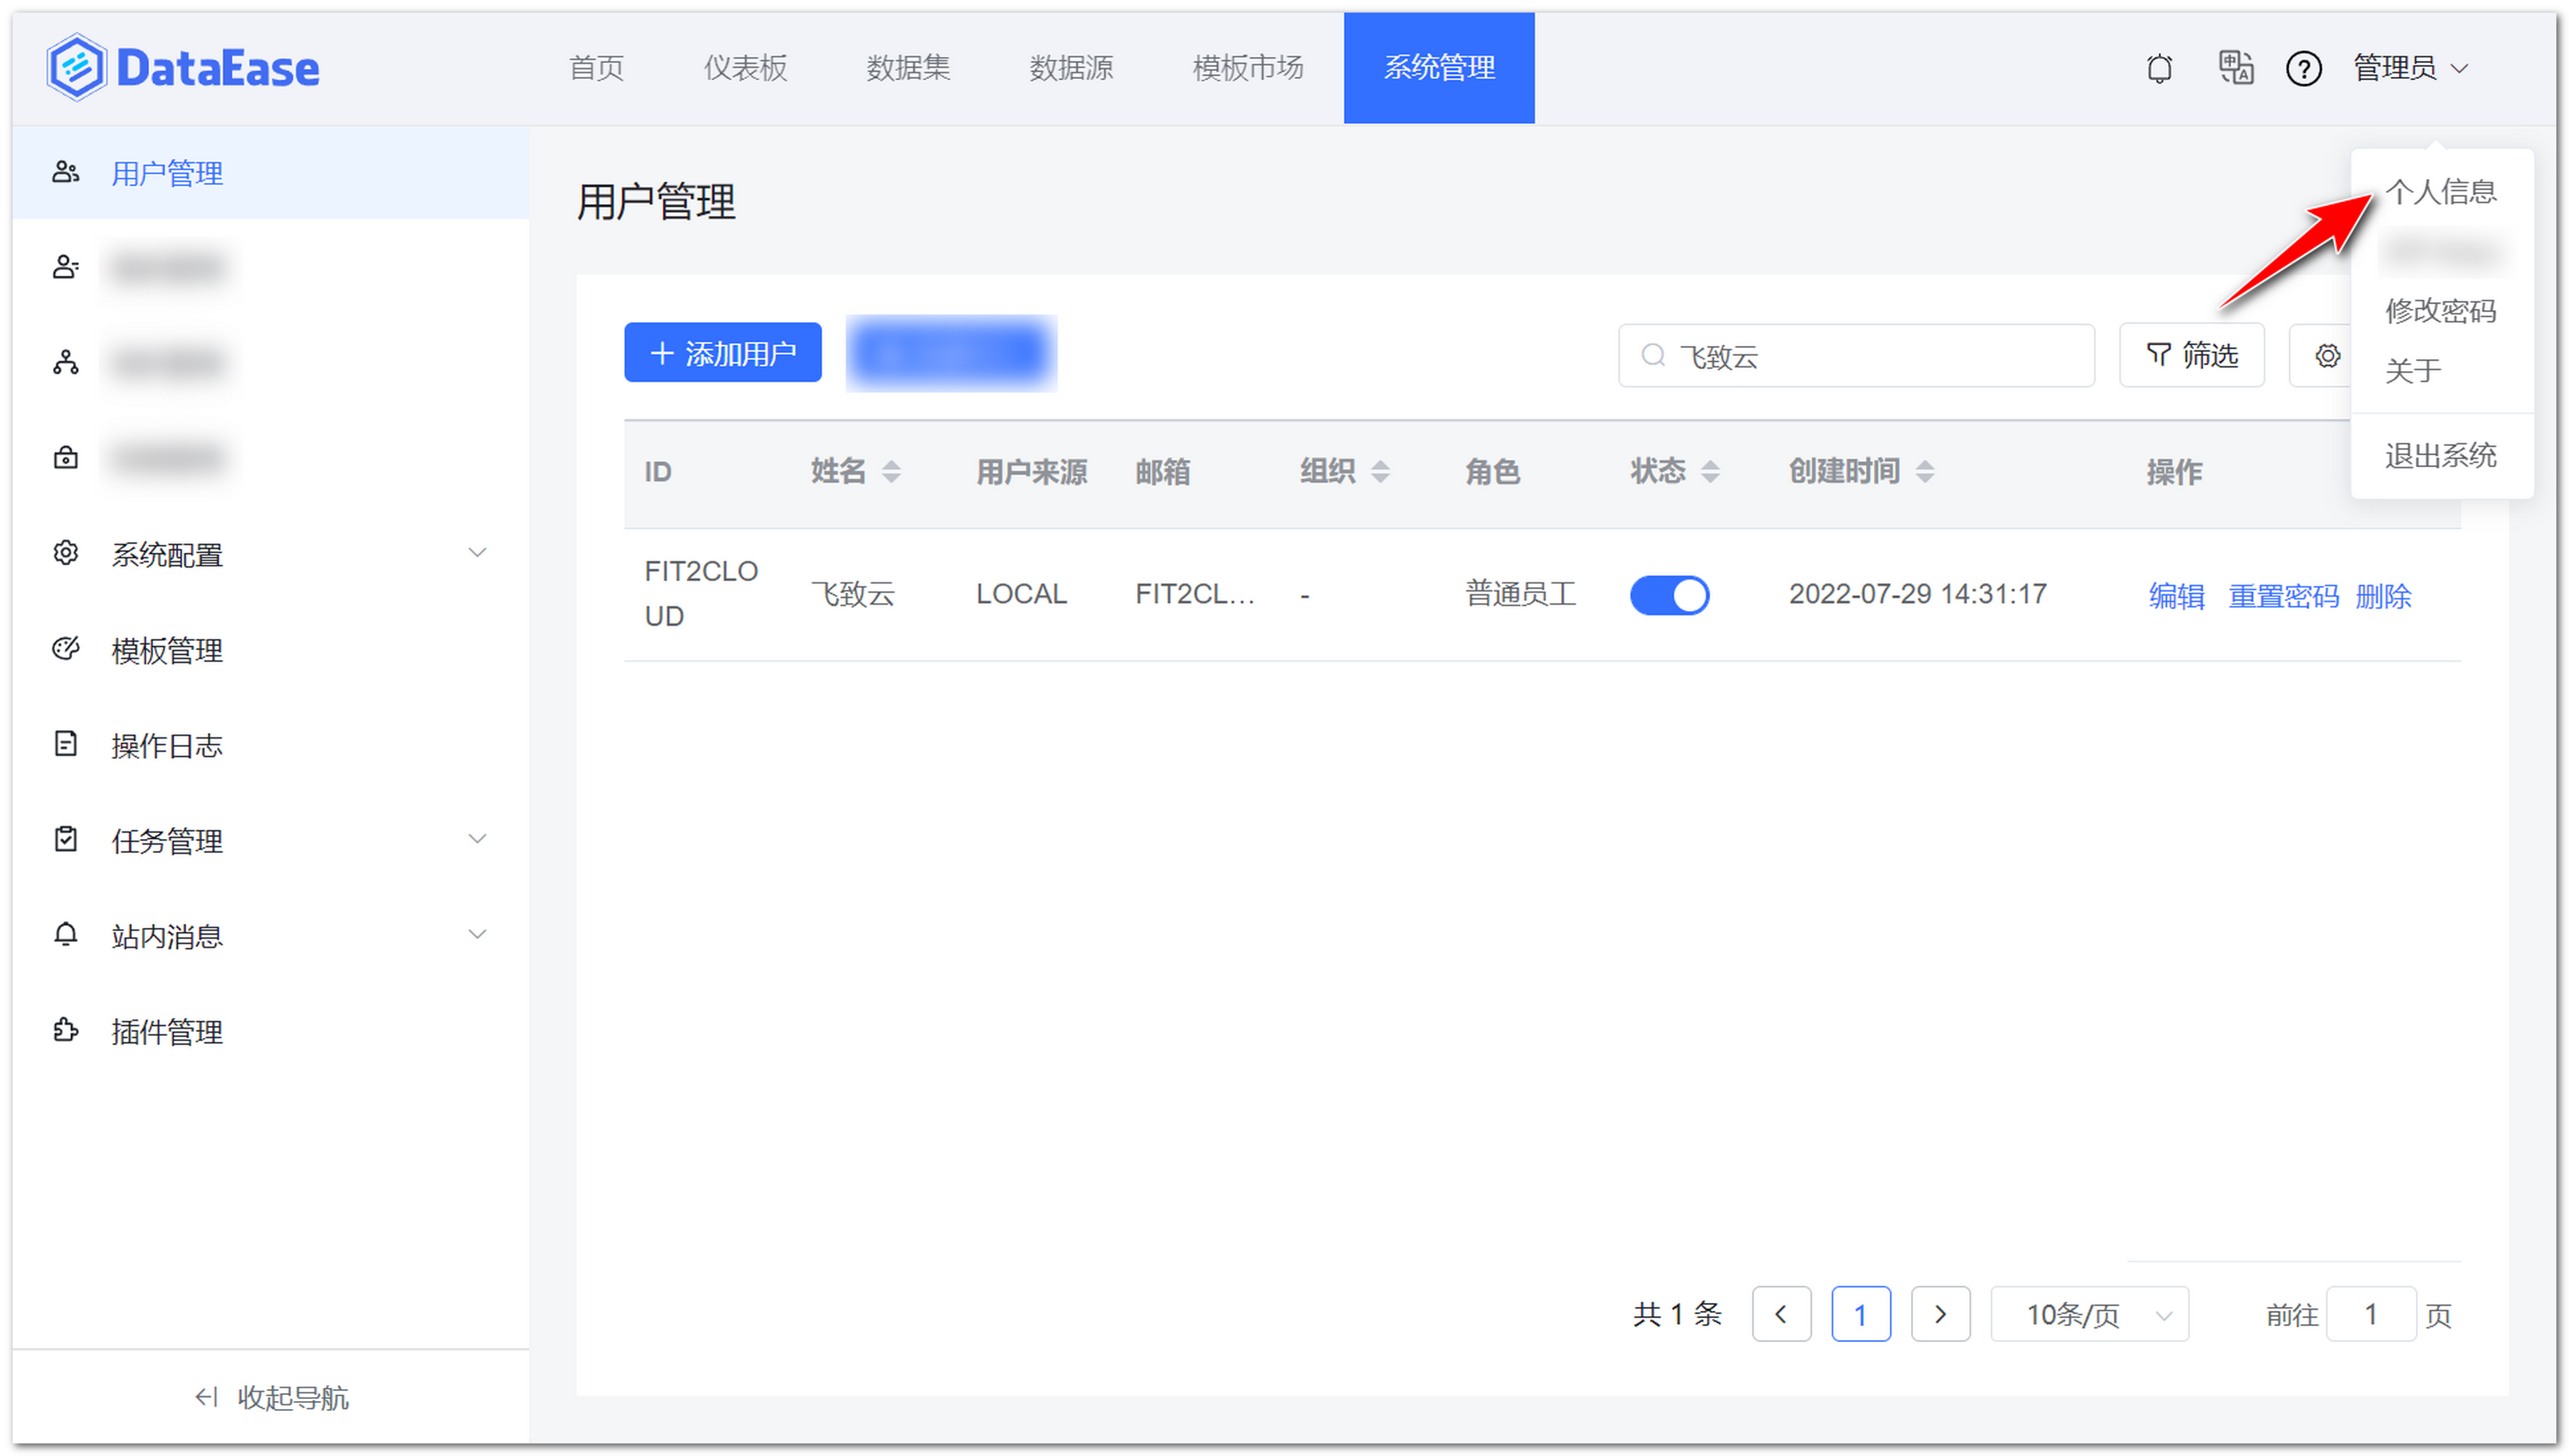 DataEase
首页
仪表板
数据集
数据源
模板市场
系统管理
管理员
用户管理
系统配置
模板管理
操作日志
任务管理
站内消息
插件管理
收起导航
用户管理
个人信息
修改密码
关于
退出系统
添加用户
飞致云
筛选
ID 姓名 用户来源 邮箱 组织 角色 状态 创建时间 操作
FIT2CLO
UD
飞致云 LOCAL FIT2CL... - 普通员工 2022-07-29 14:31:17 编辑 重置密码 删除
共 1 条 1 10条/页 前往 1 页